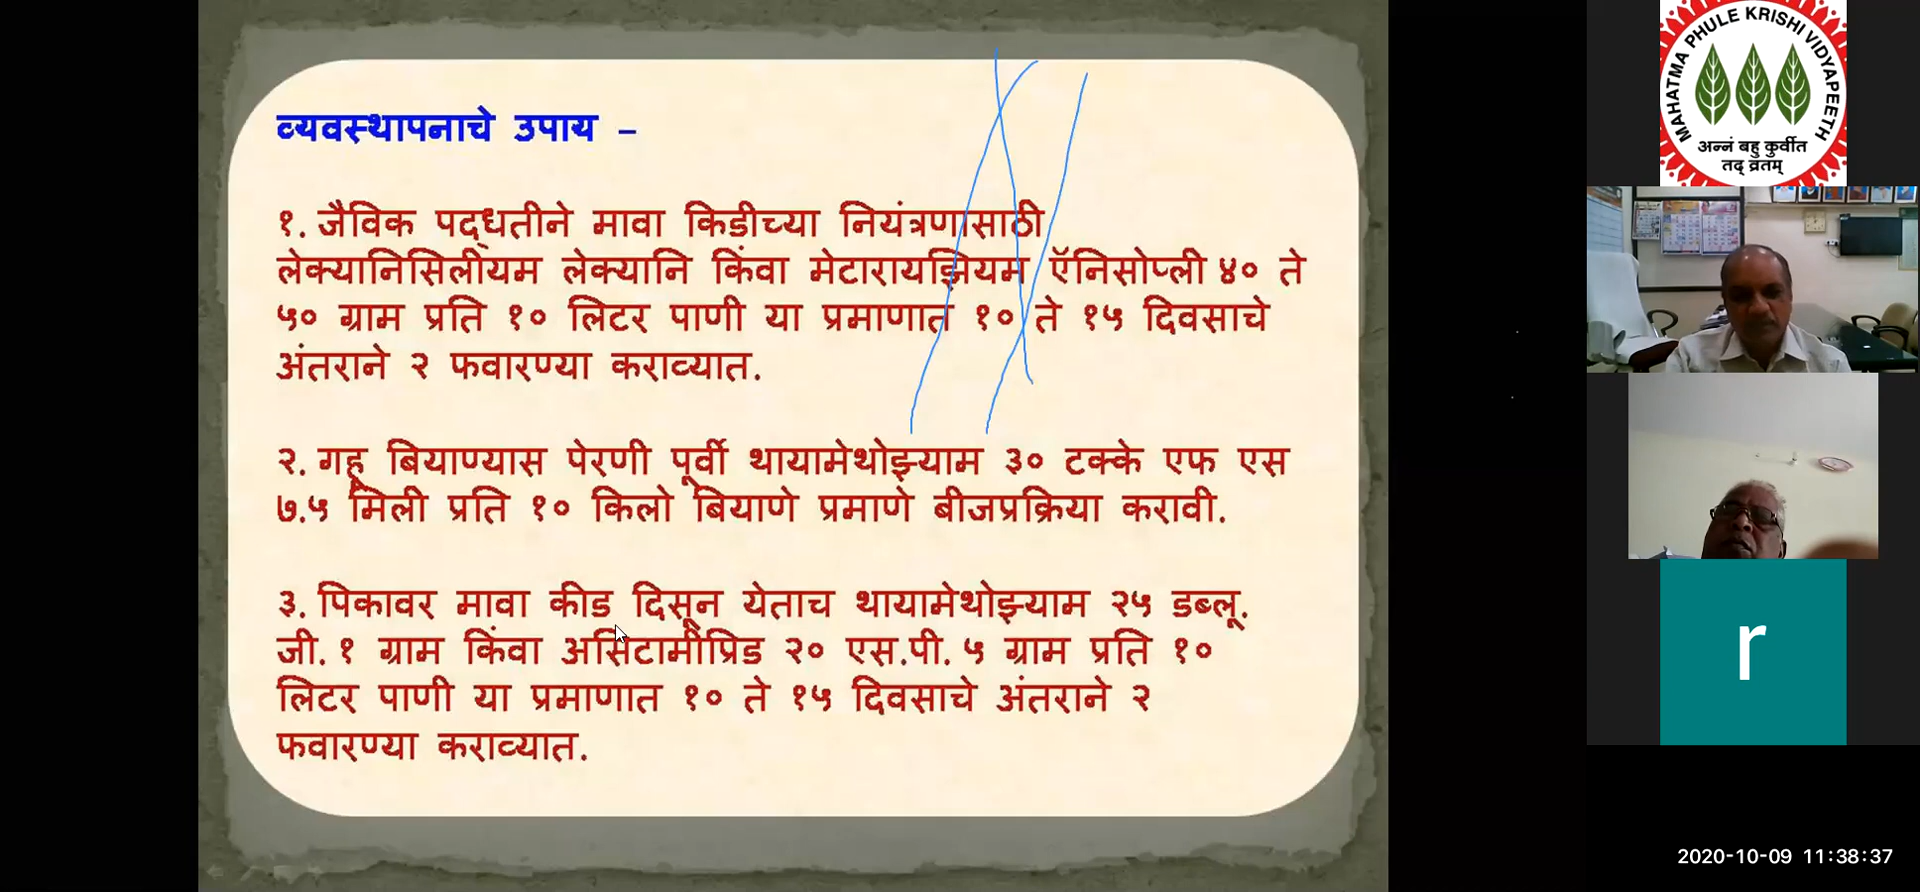 व्यवस्थापनाचे उपाय –
१. जैविक पद्धतीने मावा किडीच्या नियंत्रणासाठी
लेक्यानिसिलीयम लेक्यानि किंवा मेटारायझियम ऍनिसोप्ली ४० ते
५० ग्राम प्रति १० लिटर पाणी या प्रमाणात १० ते १५ दिवसाचे
अंतराने २ फवारण्या कराव्यात.
२. गहू बियाण्यास पेरणी पूर्वी थायामेथोझ्याम ३० टक्के एफ एस
७.५ मिली प्रति १० किलो बियाणे प्रमाणे बीजप्रक्रिया करावी.
३. पिकावर मावा कीड दिसून येताच थायामेथोझ्याम २५ डब्लू.
जी. १ ग्राम किंवा असिटामीप्रिड २० एस.पी. ५ ग्राम प्रति १०
लिटर पाणी या प्रमाणात १० ते १५ दिवसाचे अंतराने २
फवारण्या कराव्यात.
MAHATMA PHULE KRISHI VIDYAPEETH
अन्नं बहु कुर्वीत
तद् व्रतम्
r
2020-10-09 11:38:37